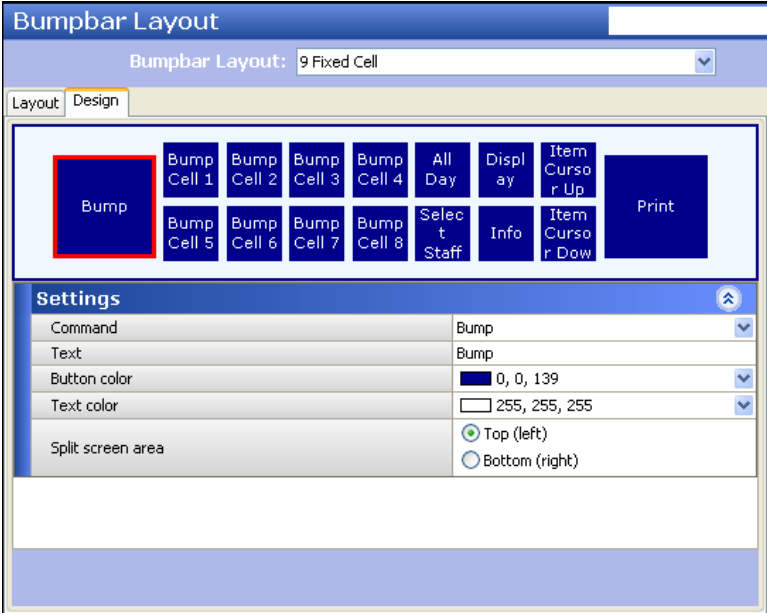 Bumpbar Layout
Bumpbar Layout: 9 Fixed Cell
Layout Design
Bump
Bump
Cell 1
Bump
Cell 2
Bump
Cell 3
Bump
Cell 4
All
Day
Displ
ay
Item
Curso
r Up
Print
Bump
Cell 5
Bump
Cell 6
Bump
Cell 7
Bump
Cell 8
Selec
t
Staff
Info
Item
Curso
r Dow
Settings
Command Bump
Text Bump
Button color 0, 0, 139
Text color 255, 255, 255
Split screen area
Top (left)
Bottom (right)